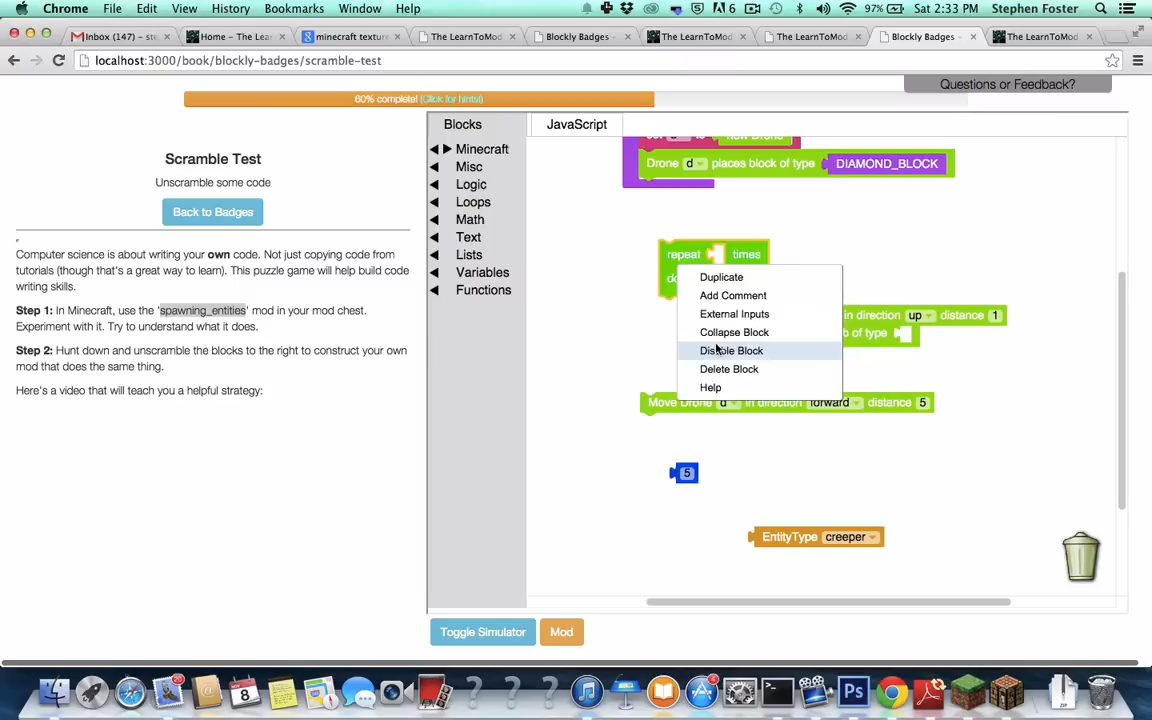 Chrome File Edit View History Bookmarks Window Help 6 97% Sat 2:33 PM Stephen Foster
Inbox (147) - ste Home - The Lea minecraft texture The LearnToMod Blockly Badges - The LearnToMod The LearnToMod Blockly Badges - The LearnToMod
localhost:3000/book/blockly-badges/scramble-test
Questions or Feedback?
60% complete! (Click for hints!)
Scramble Test
Unscramble some code
Back to Badges
Computer science is about writing your own code. Not just copying code from
tutorials (though that's a great way to learn). This puzzle game will help build code
writing skills.
Step 1: In Minecraft, use the 'spawning_entities' mod in your mod chest.
Experiment with it. Try to understand what it does.
Step 2: Hunt down and unscramble the blocks to the right to construct your own
mod that does the same thing.
Here's a video that will teach you a helpful strategy:
Blocks JavaScript
Minecraft
Misc
Logic
Loops
Math
Text
Lists
Variables
Functions
new Drone
Drone d places block of type DIAMOND_BLOCK
repeat times
Duplicate
Add Comment
External Inputs
Collapse Block
Disable Block
Delete Block
Help
in direction up distance 1
b of type
Move Drone d in direction forward distance 5
5
EntityType creeper
Toggle Simulator Mod
8